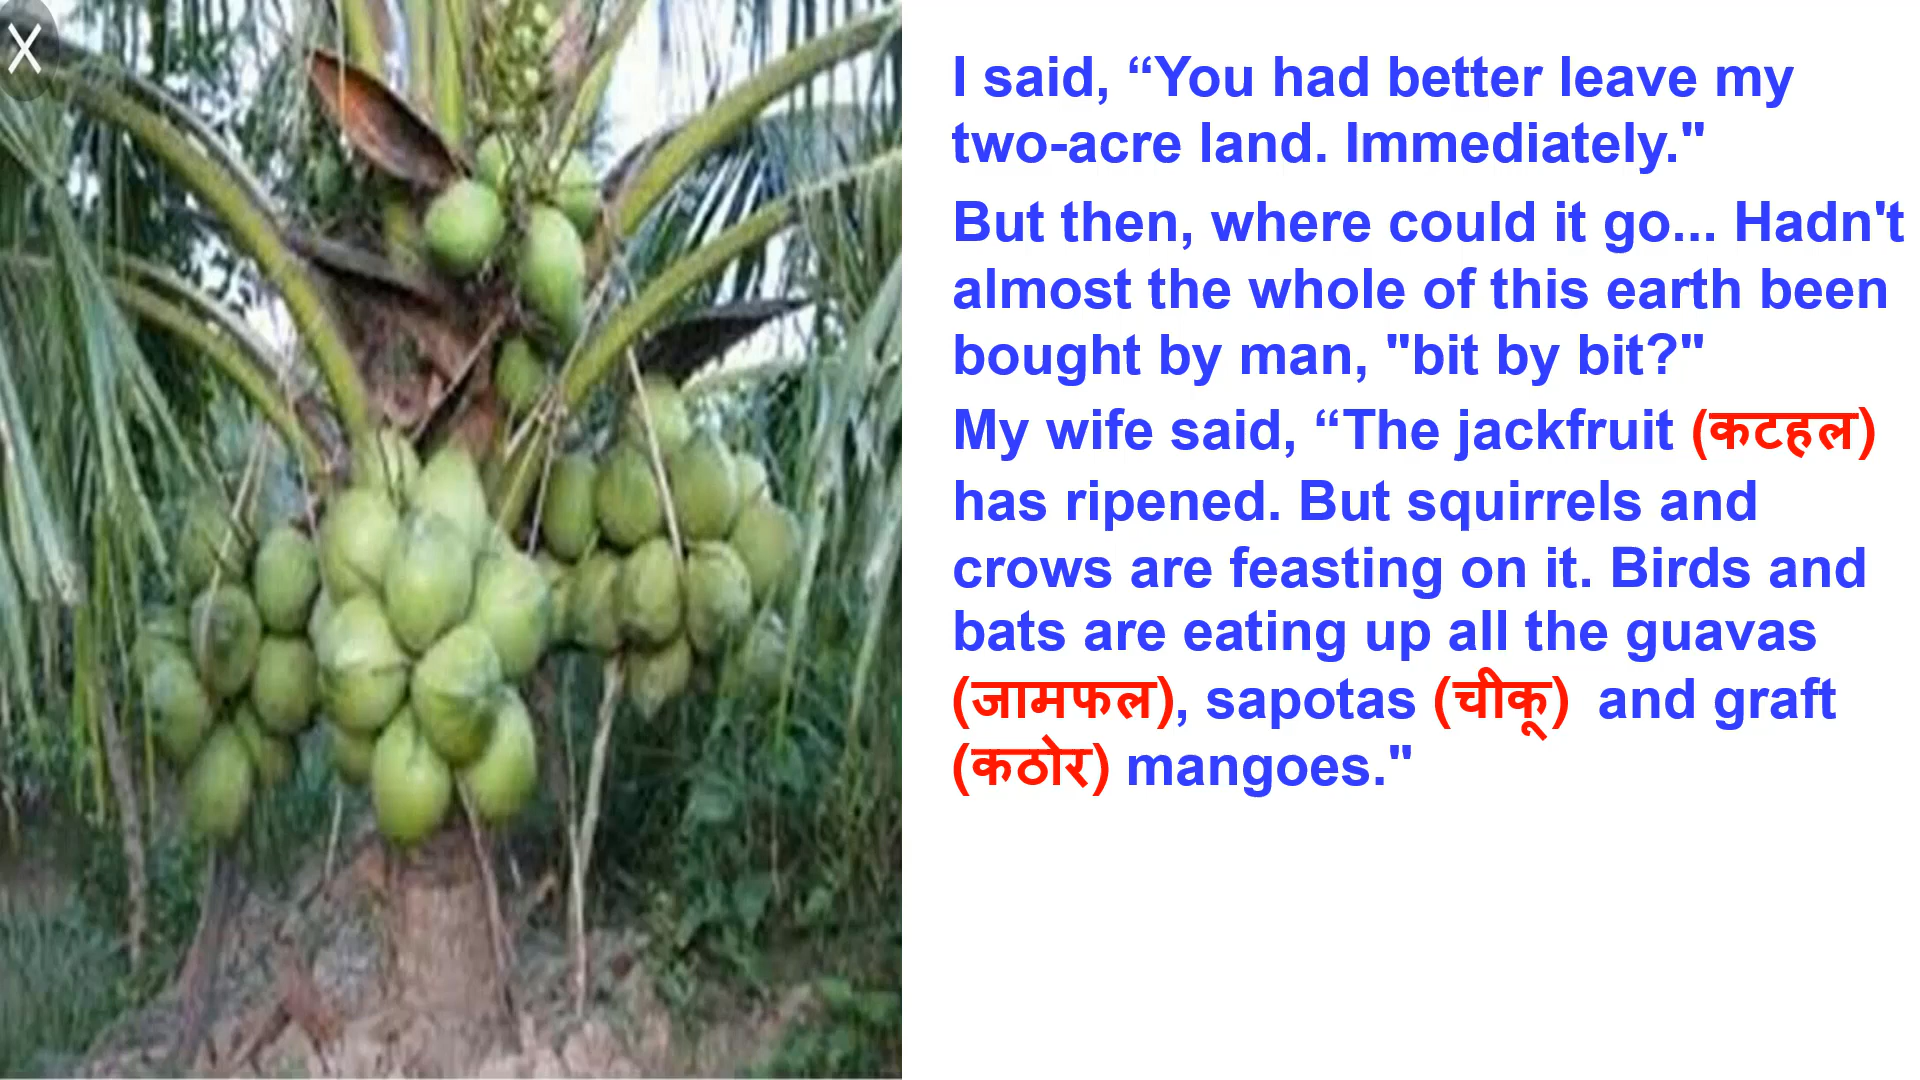 X
I said, “You had better leave my
two-acre land. Immediately."
But then, where could it go... Hadn't
almost the whole of this earth been
bought by man, "bit by bit?"
My wife said, “The jackfruit (कटहल)
has ripened. But squirrels and
crows are feasting on it. Birds and
bats are eating up all the guavas
(जामफल), sapotas (चीकू) and graft
(कठोर) mangoes."